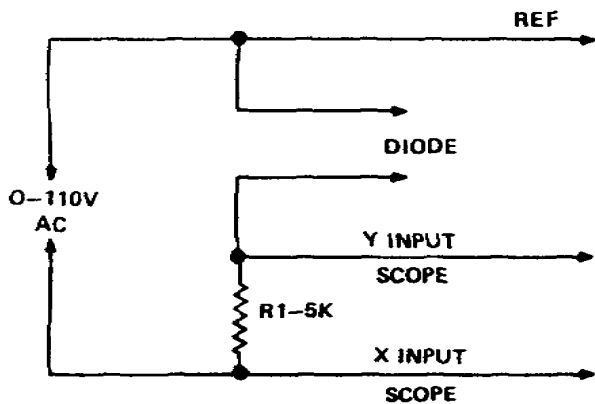 REF
DIODE
0-110V
AC
Y INPUT
SCOPE
R1-5K
X INPUT
SCOPE